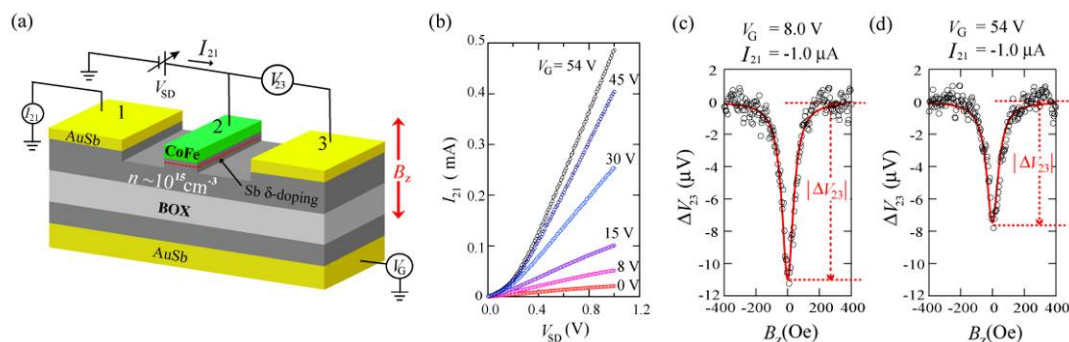 (a)
I21
V23
VSD
I21
1
2
3
AuSb
CoFe
n ~10¹⁵cm⁻³
Sb δ-doping
Bz
BOX
AuSb
VG
(b)
0.5
0.4
0.3
0.2
0.1
0.0
I21 (mA)
VG = 54 V
45 V
30 V
15 V
8 V
0 V
0.0 0.4 0.8 1.2
VSD (V)
(c)
VG = 8.0 V
I21 = -1.0 μA
2
0
-2
-4
-6
-8
-10
-12
ΔV23 (μV)
|ΔV23|
-400 -200 0 200 400
Bz(Oe)
(d)
VG = 54 V
I21 = -1.0 μA
2
0
-2
-4
-6
-8
-10
-12
ΔV23 (μV)
|ΔV23|
-400 -200 0 200 400
Bz(Oe)